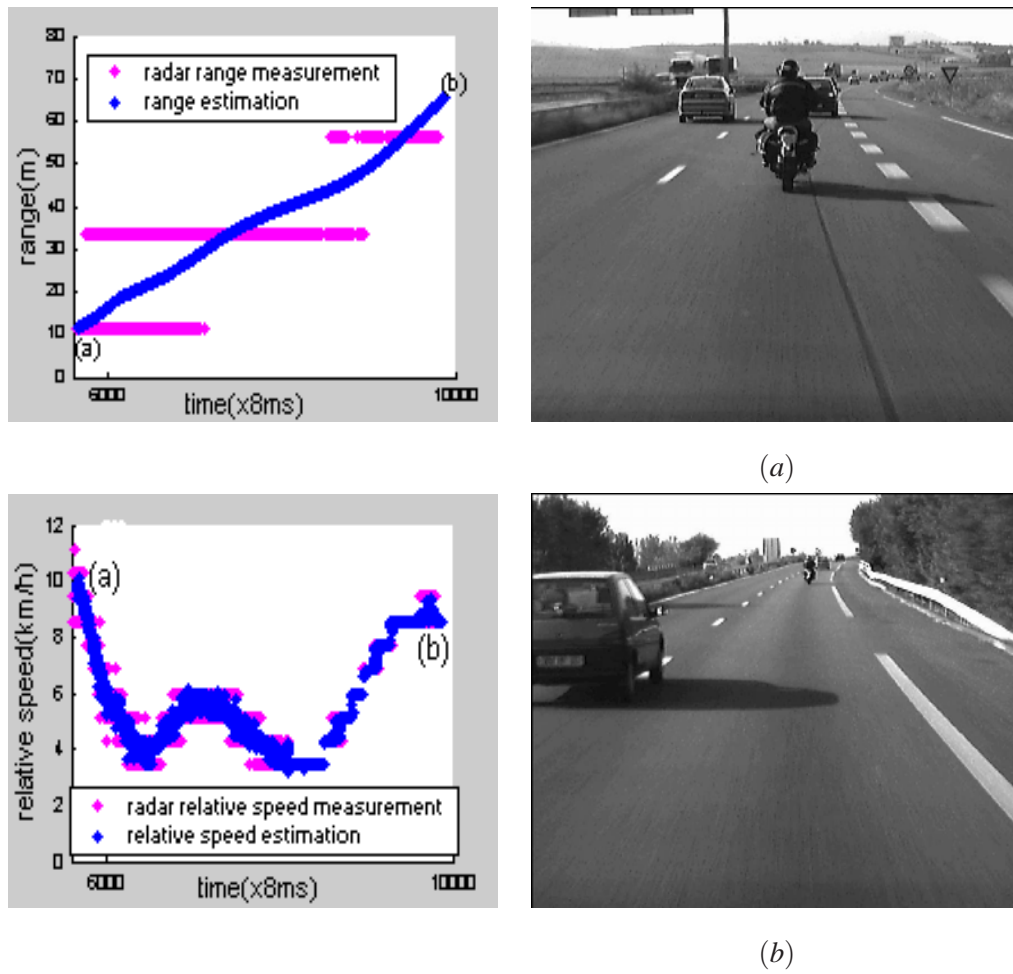 80
70
60
50
40
30
20
10
0
range(m)
radar range measurement
range estimation
(b)
(a)
6000
10000
time(x8ms)
(a)
12
10
8
6
4
2
0
relative speed(km/h)
(a)
(b)
radar relative speed measurement
relative speed estimation
6000
10000
time(x8ms)
(b)